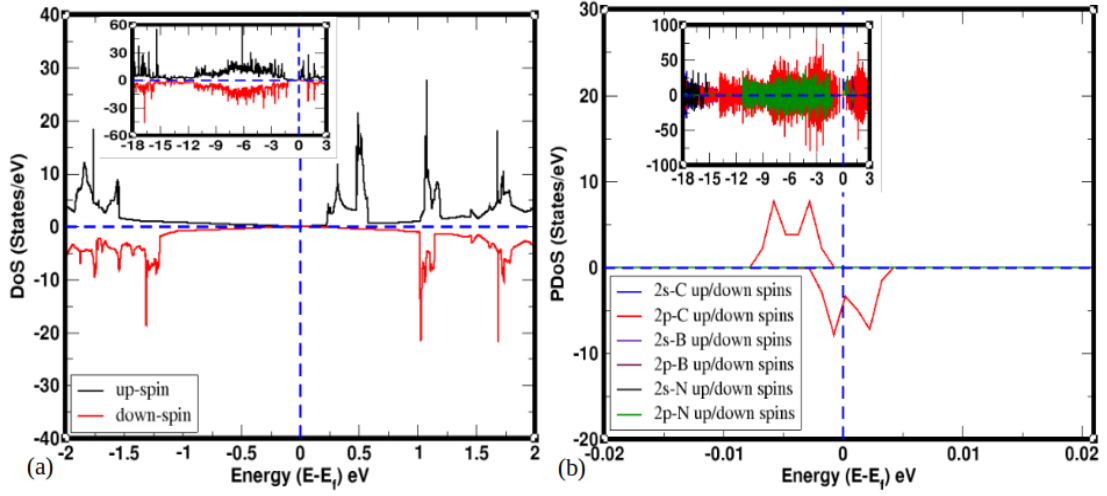 40
30
20
10
0
-10
-20
-30
-40
DoS (States/eV)
60
30
0
-30
-60
-18 -15 -12 -9 -6 -3 0 3
up-spin
down-spin
-2 -1.5 -1 -0.5 0 0.5 1 1.5 2
(a) Energy (E-Ef) eV
30
20
10
0
-10
-20
PDoS (States/eV)
100
50
0
-50
-100
-18 -15 -12 -9 -6 -3 0 3
2s-C up/down spins
2p-C up/down spins
2s-B up/down spins
2p-B up/down spins
2s-N up/down spins
2p-N up/down spins
-0.02 -0.01 0 0.01 0.02
(b) Energy (E-Ef) eV